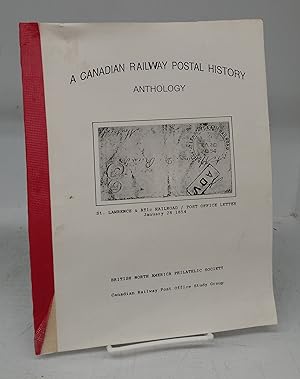 A CANADIAN RAILWAY POSTAL HISTORY
ANTHOLOGY
ADV
St. LAWRENCE & Atlc RAILROAD / POST OFFICE LETTER
January 28 1854
BRITISH NORTH AMERICA PHILATELIC SOCIETY
Canadian Railway Post Office Study Group